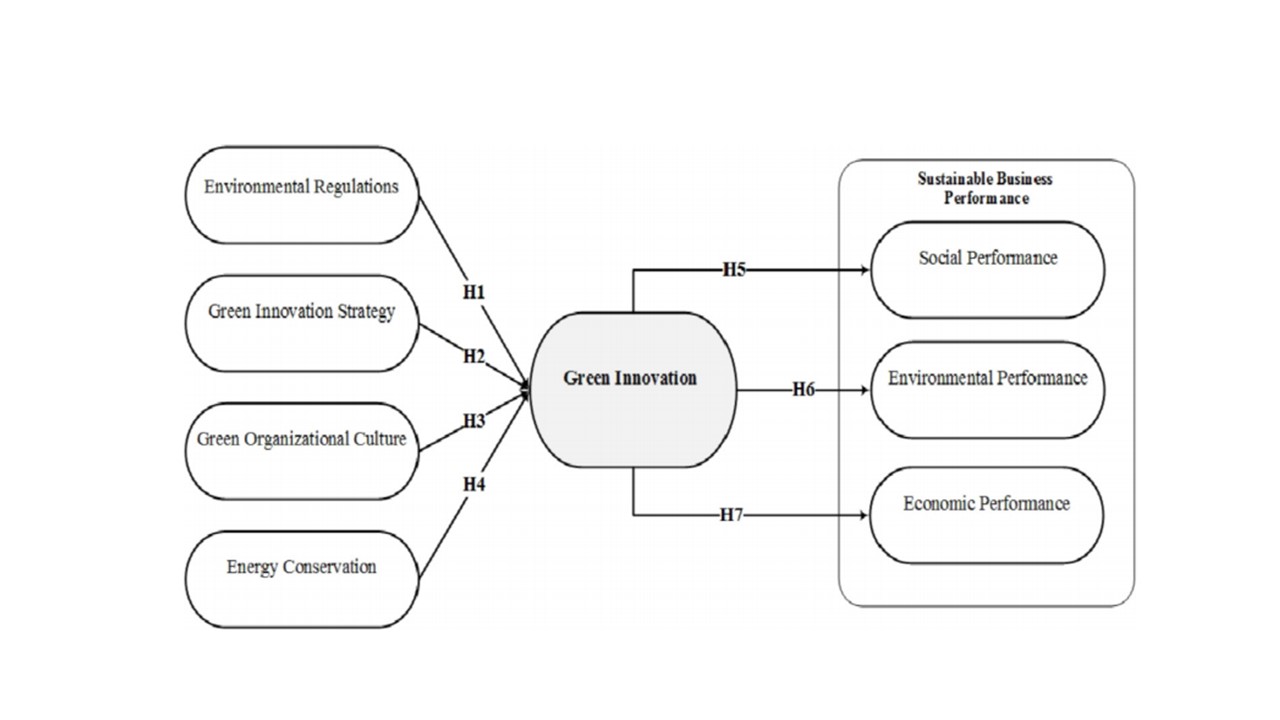 Environmental Regulations
Green Innovation Strategy
Green Organizational Culture
Energy Conservation
H1
H2
H3
H4
Green Innovation
H5
H6
H7
Sustainable Business
Performance
Social Performance
Environmental Performance
Economic Performance